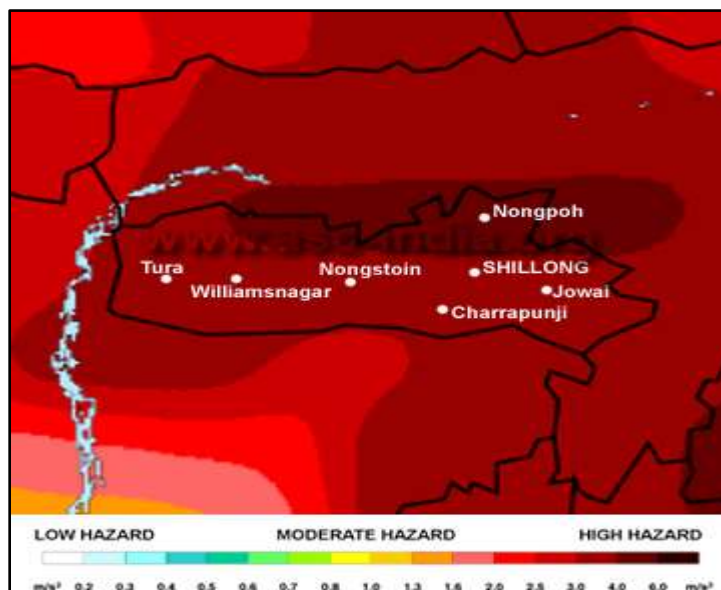 Nongpoh
Tura
Nongstoin
SHILLONG
Williamsnagar
Jowai
Charrapunji
LOW HAZARD MODERATE HAZARD HIGH HAZARD
m/s² 0.2 0.3 0.4 0.5 0.6 0.7 0.8 1.0 1.3 1.6 2.0 2.5 3.0 4.0 6.0 m/s²